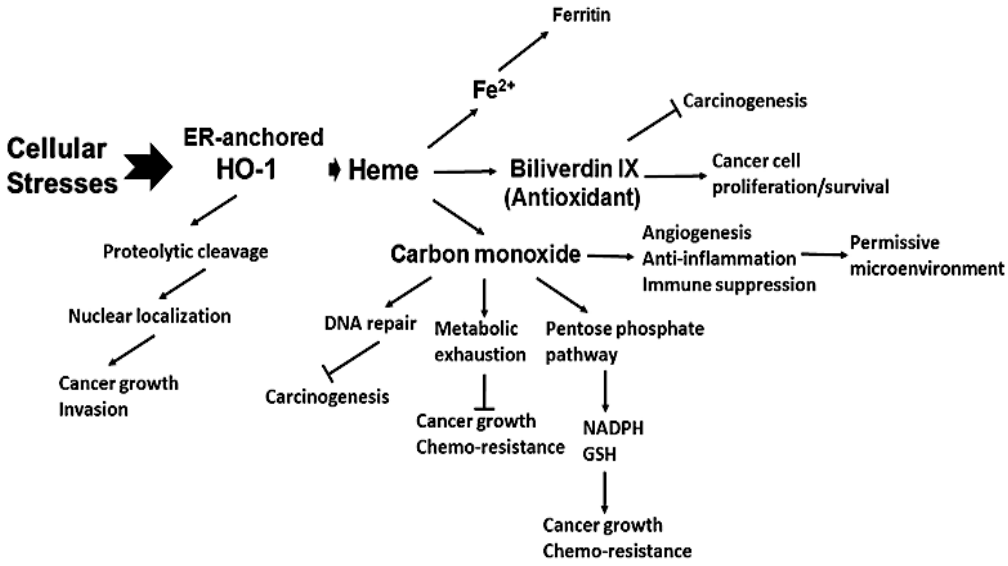 Ferritin
Fe²⁺
Carcinogenesis
Cellular
Stresses
ER-anchored
HO-1
Heme
Biliverdin IX
(Antioxidant)
Cancer cell
proliferation/survival
Proteolytic cleavage
Carbon monoxide
Angiogenesis
Anti-inflammation
Immune suppression
Permissive
microenvironment
Nuclear localization
DNA repair
Metabolic
exhaustion
Pentose phosphate
pathway
Cancer growth
Invasion
Carcinogenesis
Cancer growth
Chemo-resistance
NADPH
GSH
Cancer growth
Chemo-resistance